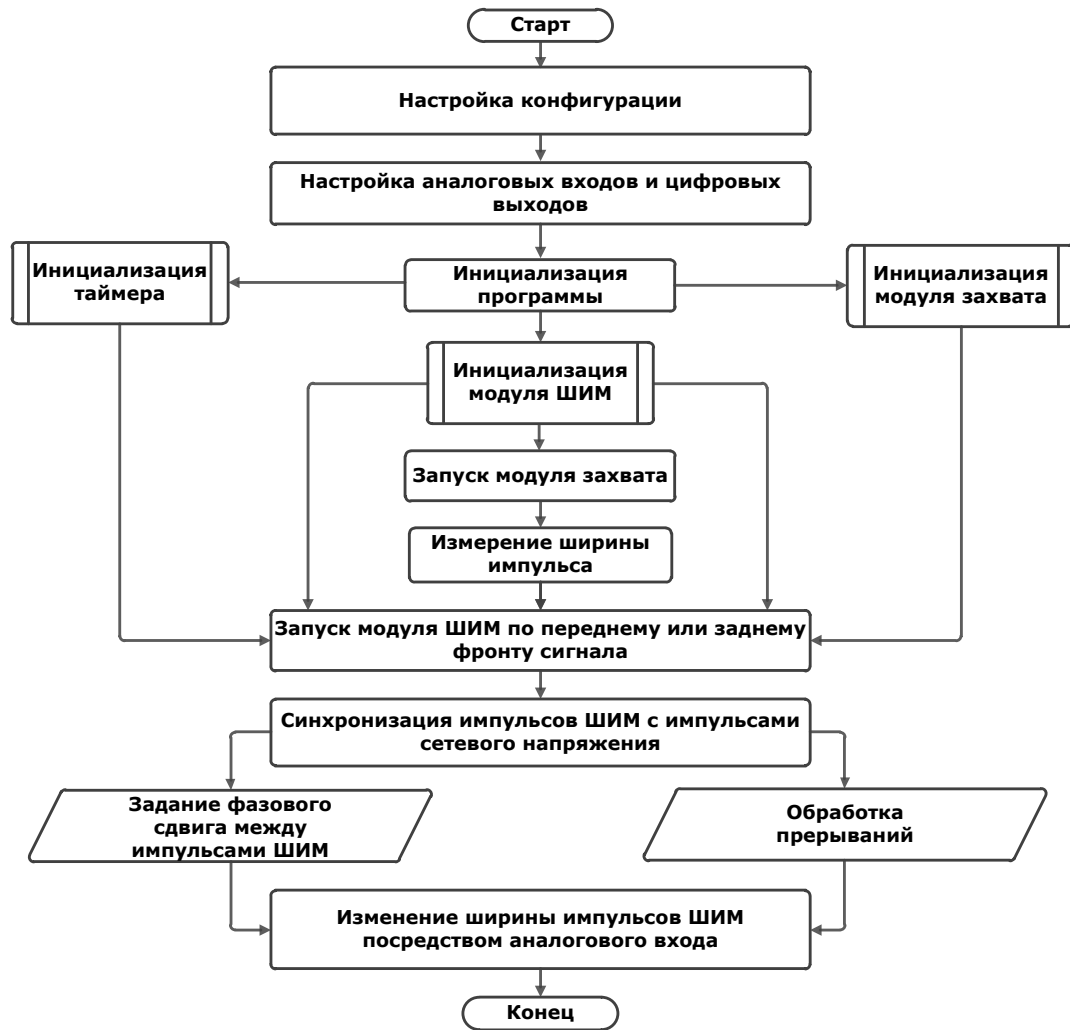 Старт
Настройка конфигурации
Настройка аналоговых входов и цифровых
выходов
Инициализация
таймера
Инициализация
программы
Инициализация
модуля захвата
Инициализация
модуля ШИМ
Запуск модуля захвата
Измерение ширины
импульса
Запуск модуля ШИМ по переднему или заднему
фронту сигнала
Синхронизация импульсов ШИМ с импульсами
сетевого напряжения
Задание фазового
сдвига между
импульсами ШИМ
Обработка
прерываний
Изменение ширины импульсов ШИМ
посредством аналогового входа
Конец